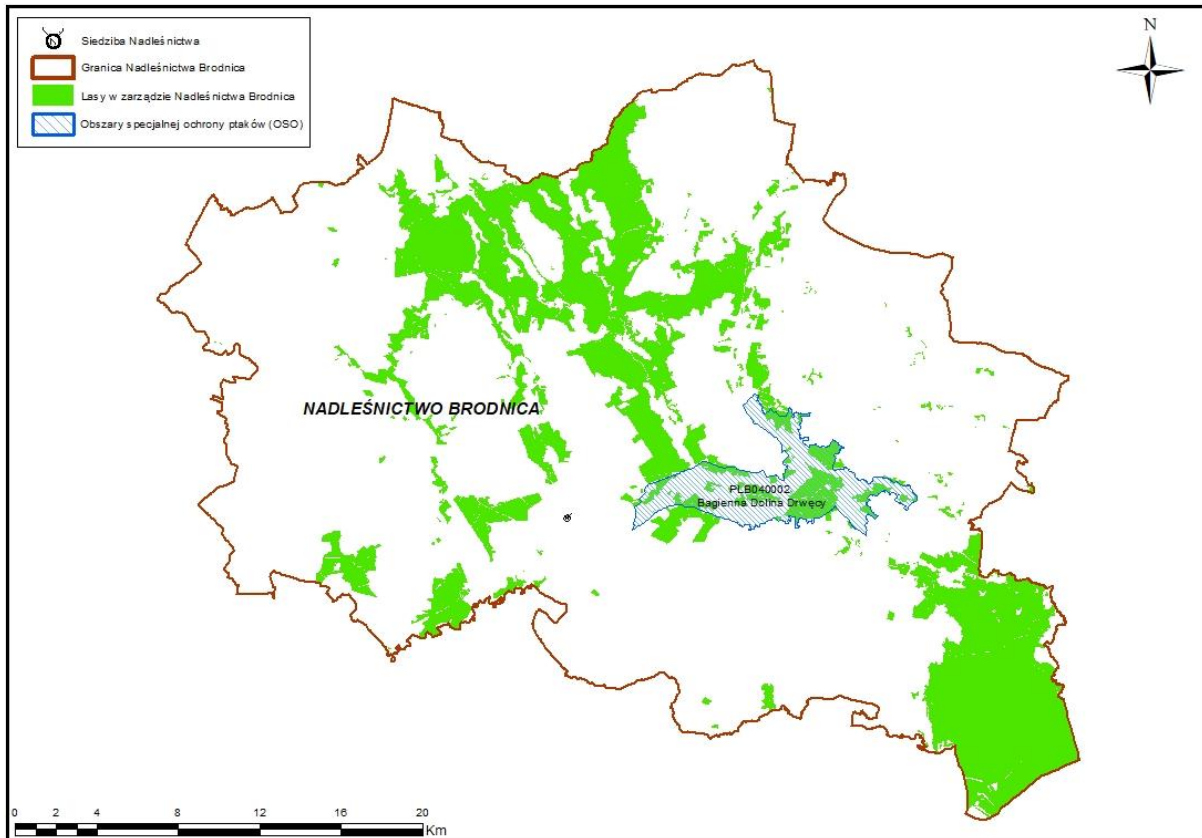 N
Siedziba Nadleśnictwa
Granica Nadleśnictwa Brodnica
Lasy w zarządzie Nadleśnictwa Brodnica
Obszary specjalnej ochrony ptaków (OSO)
NADLEŚNICTWO BRODNICA
PLB040002
Bagienna Dolina Drwęcy
0 2 4 8 12 16 20
Km